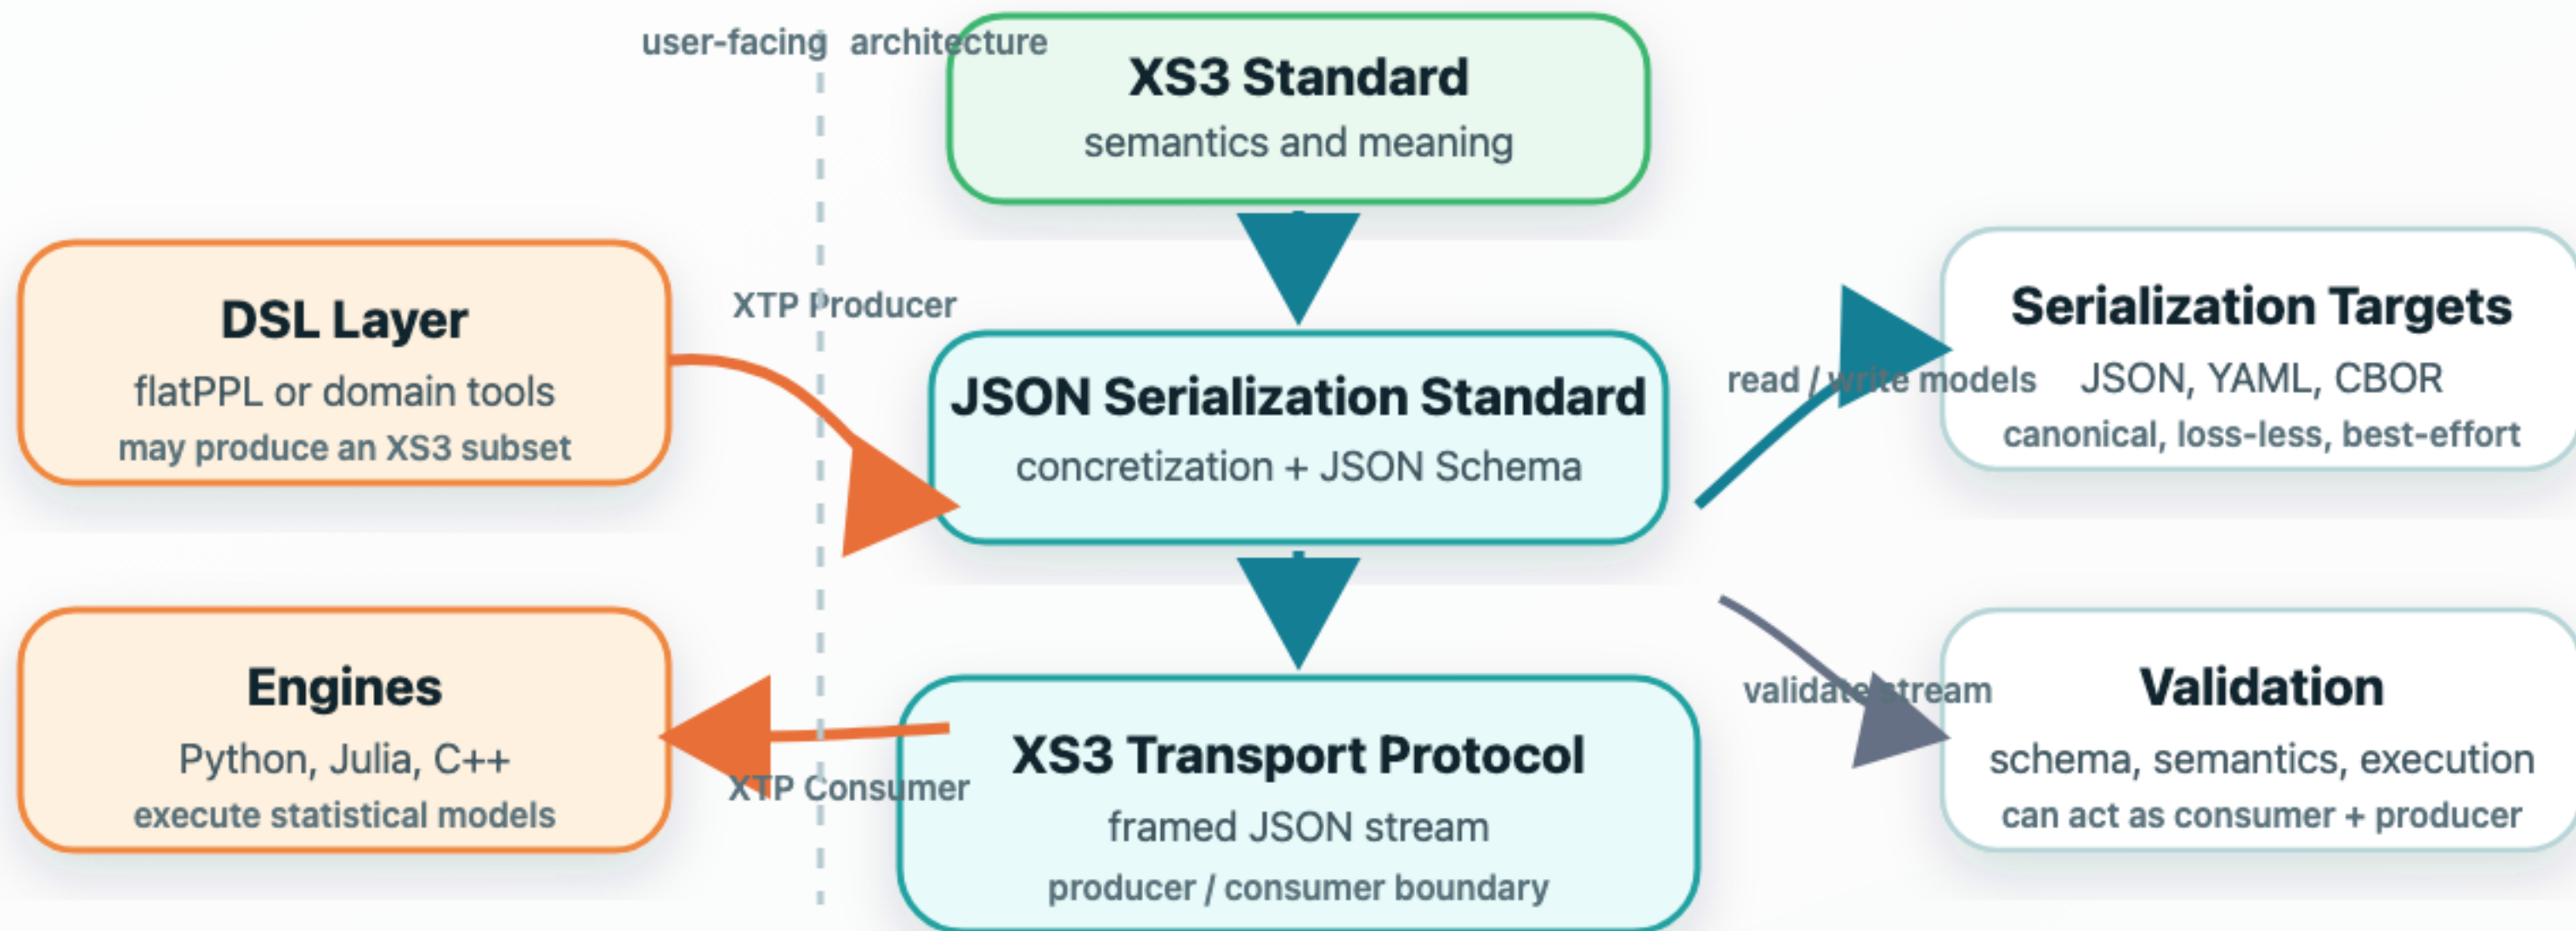 user-facing architecture
XS3 Standard
semantics and meaning
DSL Layer
flatPPL or domain tools
may produce an XS3 subset
XTP Producer
JSON Serialization Standard
concretization + JSON Schema
read / write models
Serialization Targets
JSON, YAML, CBOR
canonical, loss-less, best-effort
Engines
Python, Julia, C++
execute statistical models
XTP Consumer
XS3 Transport Protocol
framed JSON stream
producer / consumer boundary
validate stream
Validation
schema, semantics, execution
can act as consumer + producer